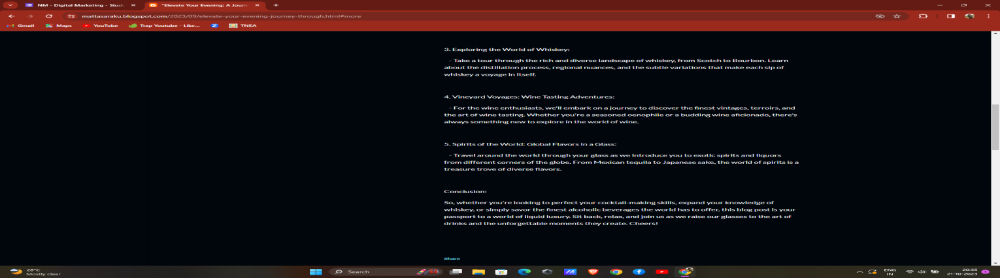 NM - Digital Marketing - Stud
"Elevate Your Evening: A Journ
mattasaraku.blogspot.com/2023/09/elevate-your-evening-journey-through.html#more
Gmail Maps YouTube Trap Youtube - Like... TNEA
3. Exploring the World of Whiskey:
- Take a tour through the rich and diverse landscape of whiskey, from Scotch to Bourbon. Learn
about the distillation process, regional nuances, and the subtle variations that make each sip of
whiskey a voyage in itself.
4. Vineyard Voyages: Wine Tasting Adventures:
- For the wine enthusiasts, we'll embark on a journey to discover the finest vintages, terroirs, and
the art of wine tasting. Whether you're a seasoned oenophile or a budding wine aficionado, there's
always something new to explore in the world of wine.
5. Spirits of the World: Global Flavors in a Glass:
- Travel around the world through your glass as we introduce you to exotic spirits and liquors
from different corners of the globe. From Mexican tequila to Japanese sake, the world of spirits is a
treasure trove of diverse flavors.
Conclusion:
So, whether you're looking to perfect your cocktail-making skills, expand your knowledge of
whiskey, or simply savor the finest alcoholic beverages the world has to offer, this blog post is your
passport to a world of liquid luxury. Sit back, relax, and join us as we raise our glasses to the art of
drinks and the unforgettable moments they create. Cheers!
Share
28°C
Mostly clear
Search
ENG
IN
20:35
21-10-2023